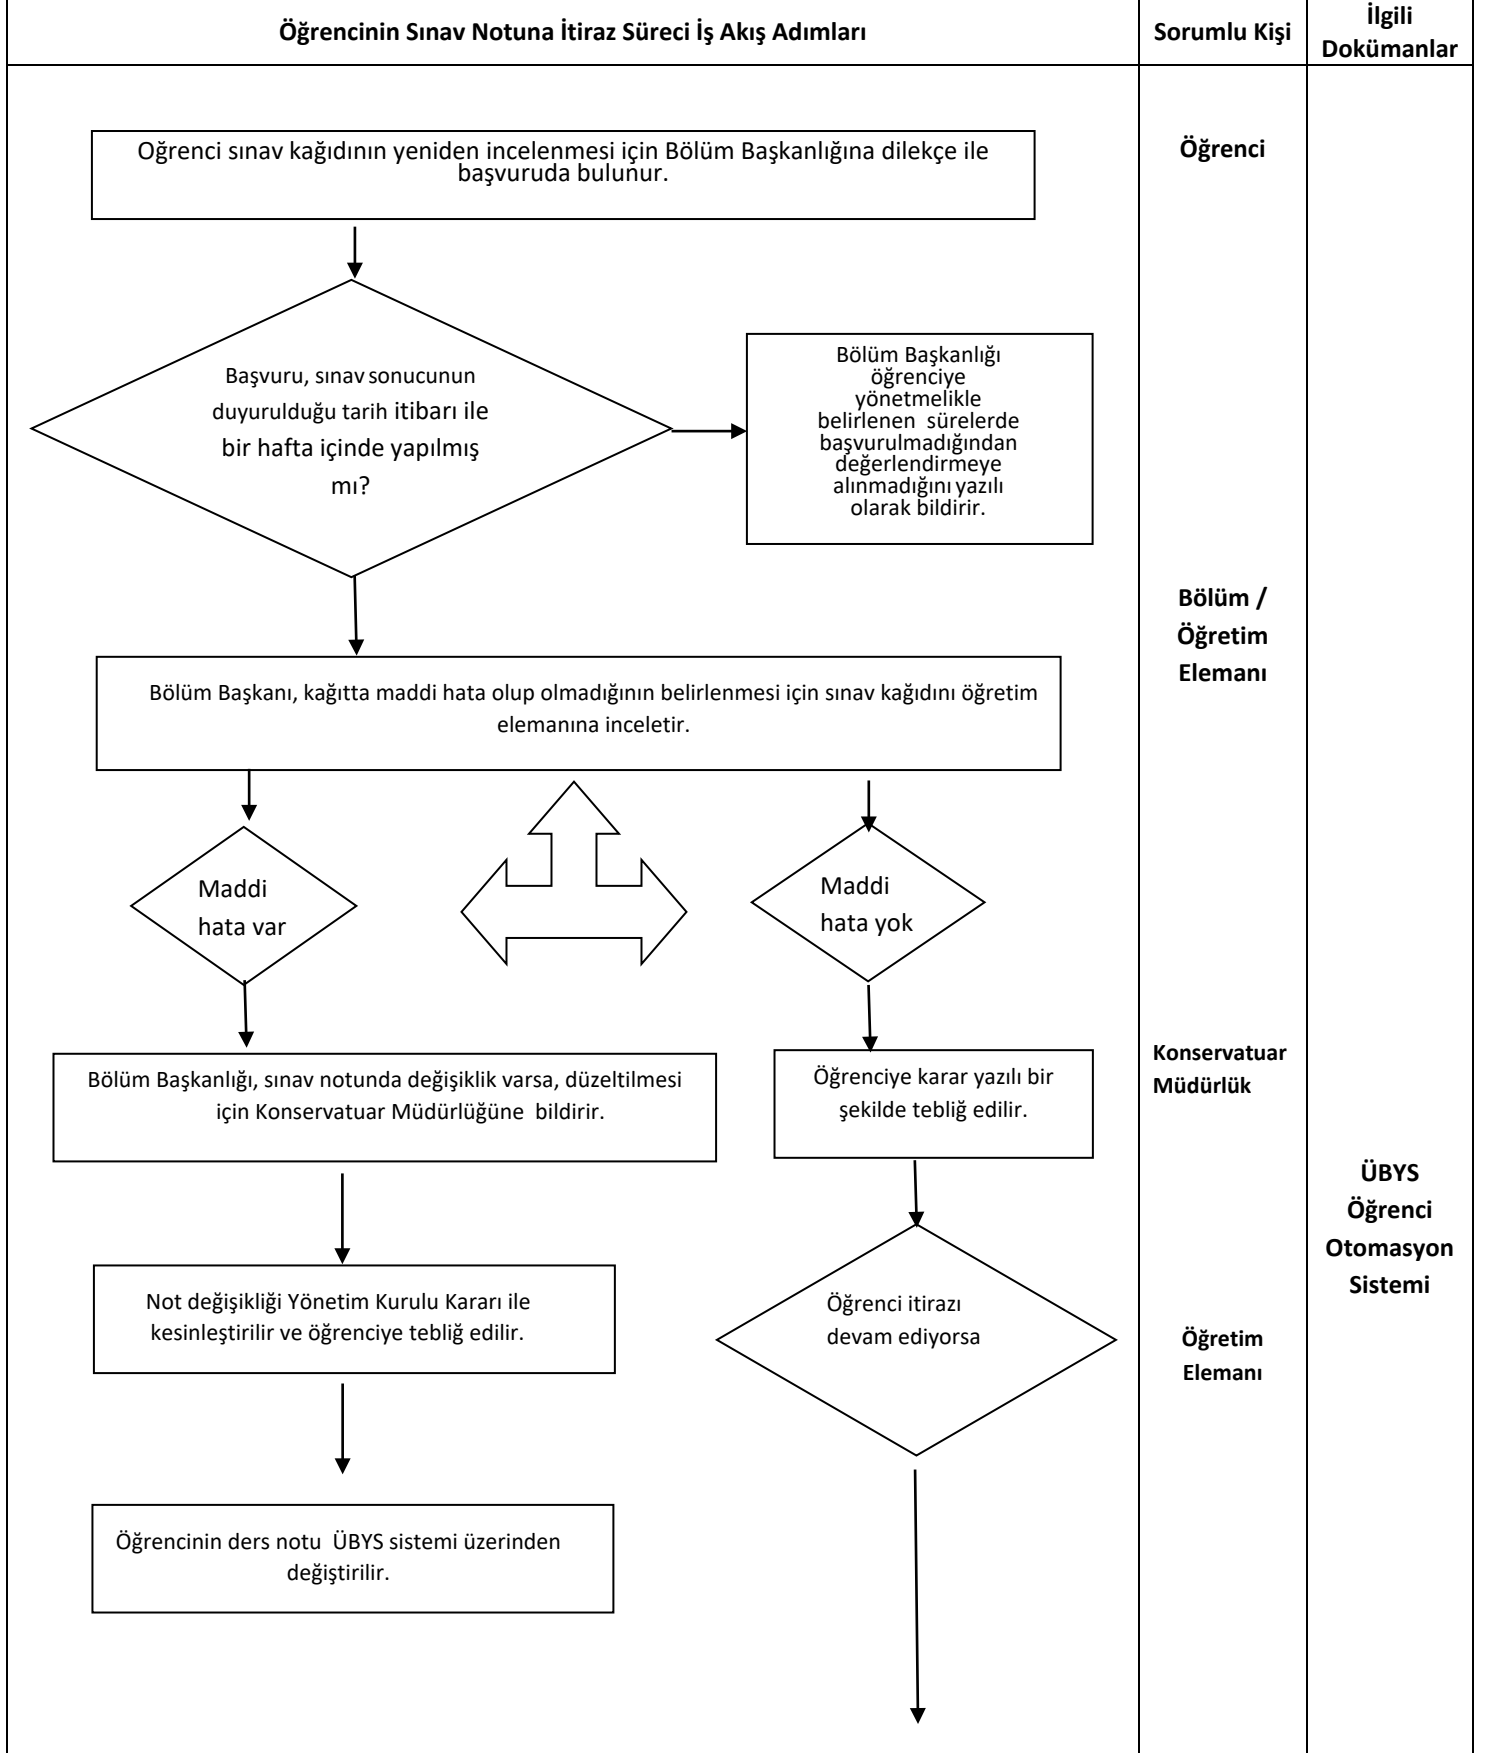 Öğrencinin Sınav Notuna İtiraz Süreci İş Akış Adımları
Sorumlu Kişi
İlgili
Dokümanlar
Oğrenci sınav kağıdının yeniden incelenmesi için Bölüm Başkanlığına dilekçe ile
başvuruda bulunur.
Öğrenci
Başvuru, sınav sonucunun
duyurulduğu tarih itibarı ile
bir hafta içinde yapılmış
mı?
Bölüm Başkanlığı
öğrenciye
yönetmelikle
belirlenen sürelerde
başvurulmadığından
değerlendirmeye
alınmadığını yazılı
olarak bildirir.
Bölüm /
Öğretim
Elemanı
Bölüm Başkanı, kağıtta maddi hata olup olmadığının belirlenmesi için sınav kağıdını öğretim
elemanına inceletir.
Maddi
hata var
Maddi
hata yok
Bölüm Başkanlığı, sınav notunda değişiklik varsa, düzeltilmesi
için Konservatuar Müdürlüğüne bildirir.
Öğrenciye karar yazılı bir
şekilde tebliğ edilir.
Konservatuar
Müdürlük
ÜBYS
Öğrenci
Otomasyon
Sistemi
Not değişikliği Yönetim Kurulu Kararı ile
kesinleştirilir ve öğrenciye tebliğ edilir.
Öğrenci itirazı
devam ediyorsa
Öğretim
Elemanı
Öğrencinin ders notu ÜBYS sistemi üzerinden
değiştirilir.